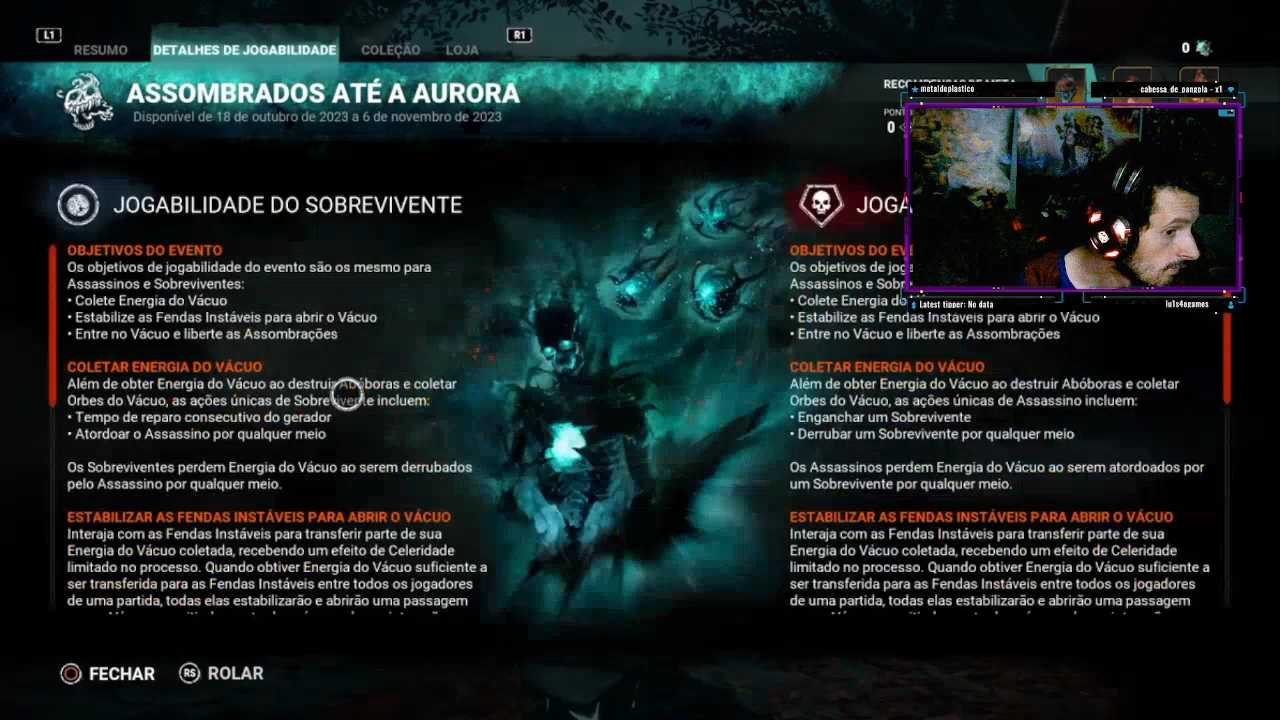 L1
RESUMO
DETALHES DE JOGABILIDADE
COLEÇÃO
LOJA
R1
0
ASSOMBRADOS ATÉ A AURORA
Disponível de 18 de outubro de 2023 a 6 de novembro de 2023
RECOMPENSAS DE META
0
metaldeplastico
cabessa_de_pangola - x1
Latest tipper: No data
lu1s4ogames
JOGABILIDADE DO SOBREVIVENTE
OBJETIVOS DO EVENTO
Os objetivos de jogabilidade do evento são os mesmo para
Assassinos e Sobreviventes:
• Colete Energia do Vácuo
• Estabilize as Fendas Instáveis para abrir o Vácuo
• Entre no Vácuo e liberte as Assombrações
COLETAR ENERGIA DO VÁCUO
Além de obter Energia do Vácuo ao destruir Abóboras e coletar
Orbes do Vácuo, as ações únicas de Sobrevivente incluem:
• Tempo de reparo consecutivo do gerador
• Atordoar o Assassino por qualquer meio
Os Sobreviventes perdem Energia do Vácuo ao serem derrubados
pelo Assassino por qualquer meio.
ESTABILIZAR AS FENDAS INSTÁVEIS PARA ABRIR O VÁCUO
Interaja com as Fendas Instáveis para transferir parte de sua
Energia do Vácuo coletada, recebendo um efeito de Celeridade
limitado no processo. Quando obtiver Energia do Vácuo suficiente a
ser transferida para as Fendas Instáveis entre todos os jogadores
de uma partida, todas elas estabilizarão e abrirão uma passagem
JOGA
OBJETIVOS DO EVE
Os objetivos de joga
Assassinos e Sobre
• Colete Energia do
• Estabilize as Fendas Instáveis para abrir o Vácuo
• Entre no Vácuo e liberte as Assombrações
COLETAR ENERGIA DO VÁCUO
Além de obter Energia do Vácuo ao destruir Abóboras e coletar
Orbes do Vácuo, as ações únicas de Assassino incluem:
• Enganchar um Sobrevivente
• Derrubar um Sobrevivente por qualquer meio
Os Assassinos perdem Energia do Vácuo ao serem atordoados por
um Sobrevivente por qualquer meio.
ESTABILIZAR AS FENDAS INSTÁVEIS PARA ABRIR O VÁCUO
Interaja com as Fendas Instáveis para transferir parte de sua
Energia do Vácuo coletada, recebendo um efeito de Celeridade
limitado no processo. Quando obtiver Energia do Vácuo suficiente a
ser transferida para as Fendas Instáveis entre todos os jogadores
de uma partida, todas elas estabilizarão e abrirão uma passagem
FECHAR
RS
ROLAR